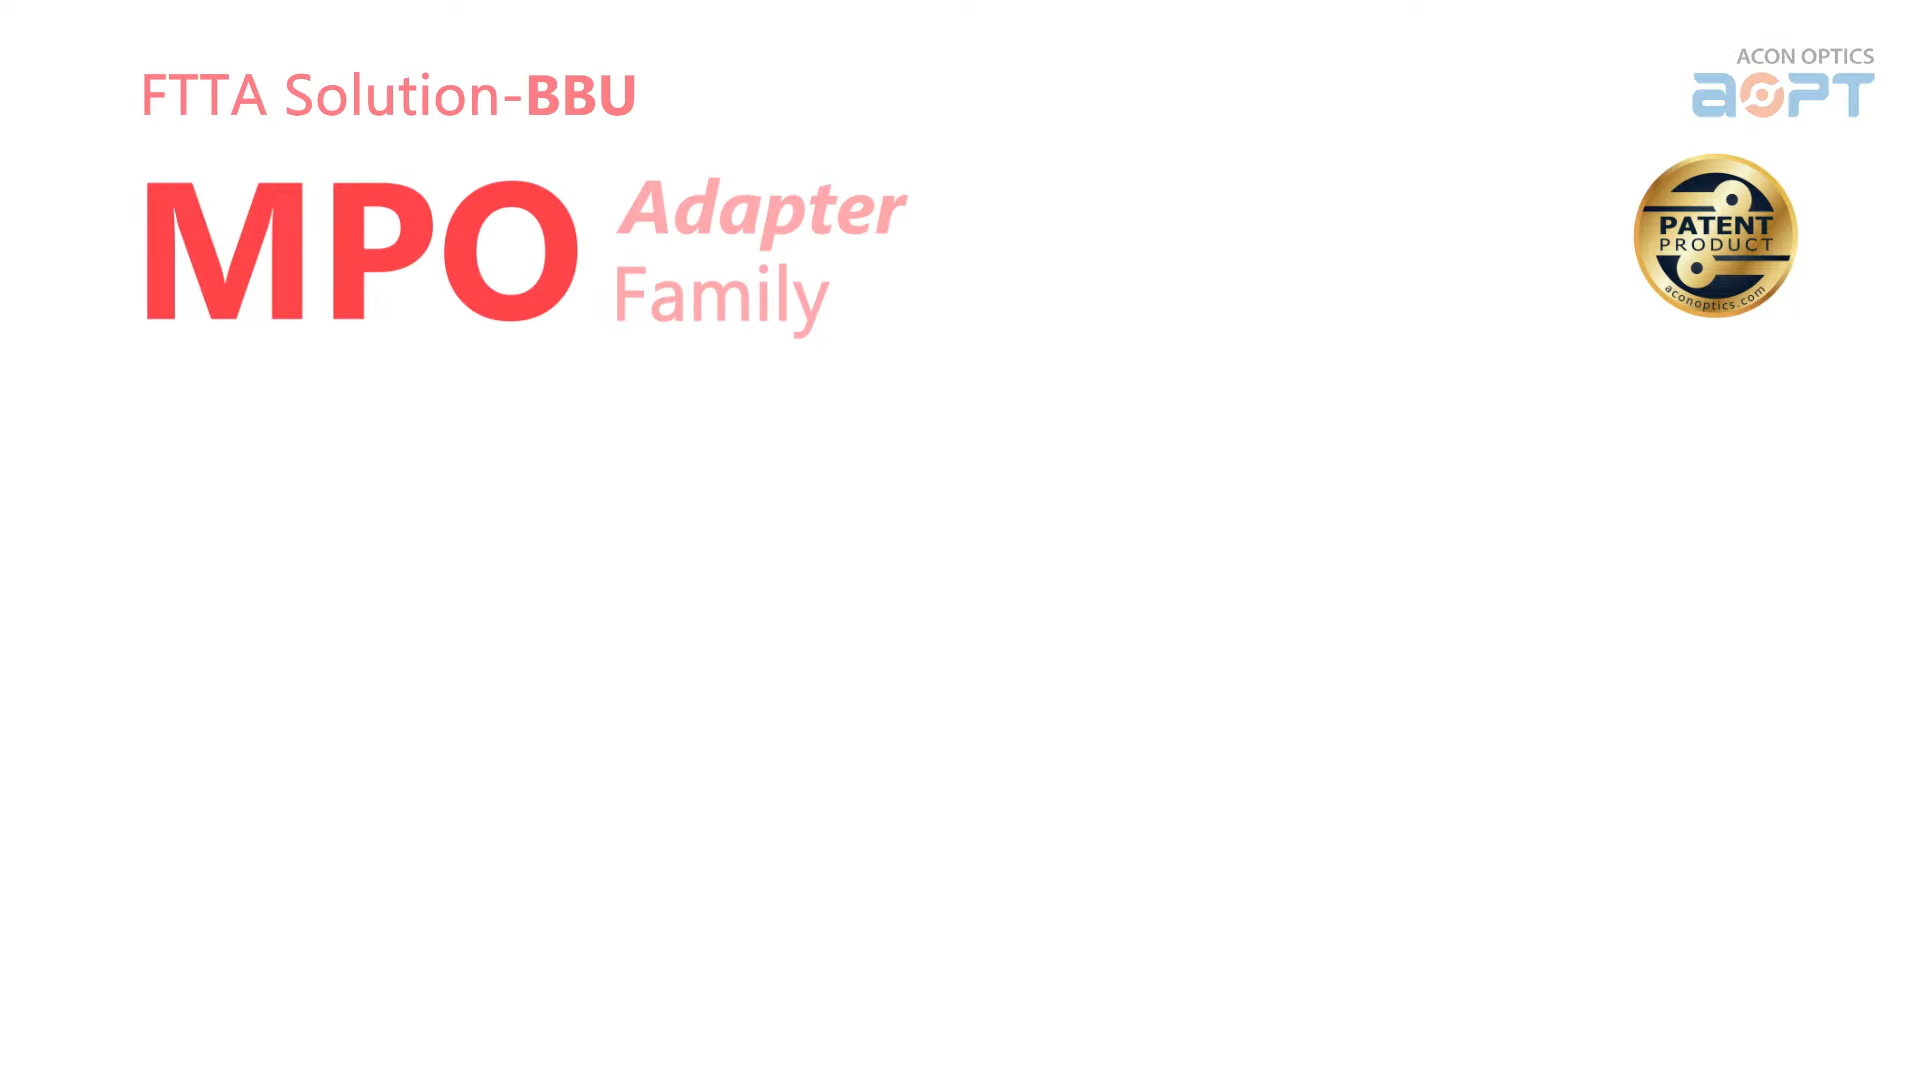 ACON OPTICS
aOPT
FTTA Solution-BBU
MPO Adapter
Family
PATENT
PRODUCT
aconoptics.com